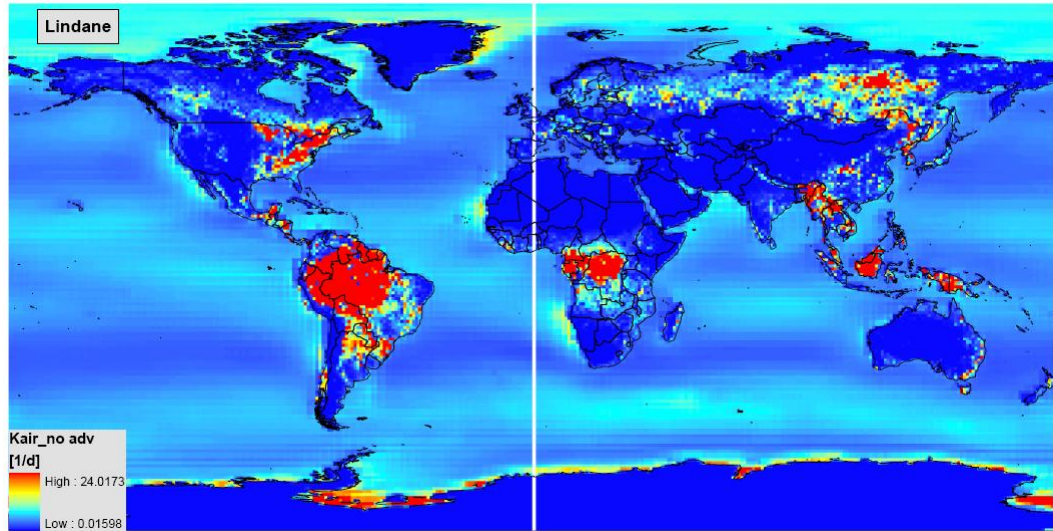 Lindane
Kair_no adv
[1/d]
High : 24.0173
Low : 0.01598